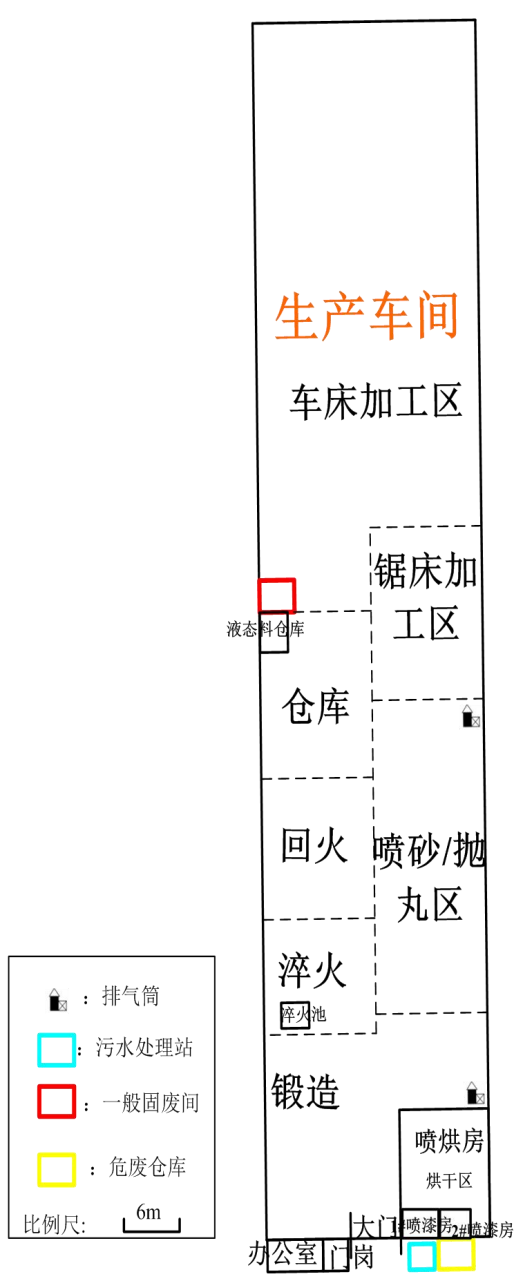 生产车间
车床加工区
锯床加
工区
液态料仓库
仓库
回火
喷砂/抛
丸区
淬火
淬火池
锻造
喷烘房
烘干区
大门
1#喷漆房
2#喷漆房
办公室
门岗
：排气筒
：污水处理站
：一般固废间
：危废仓库
比例尺:
6m